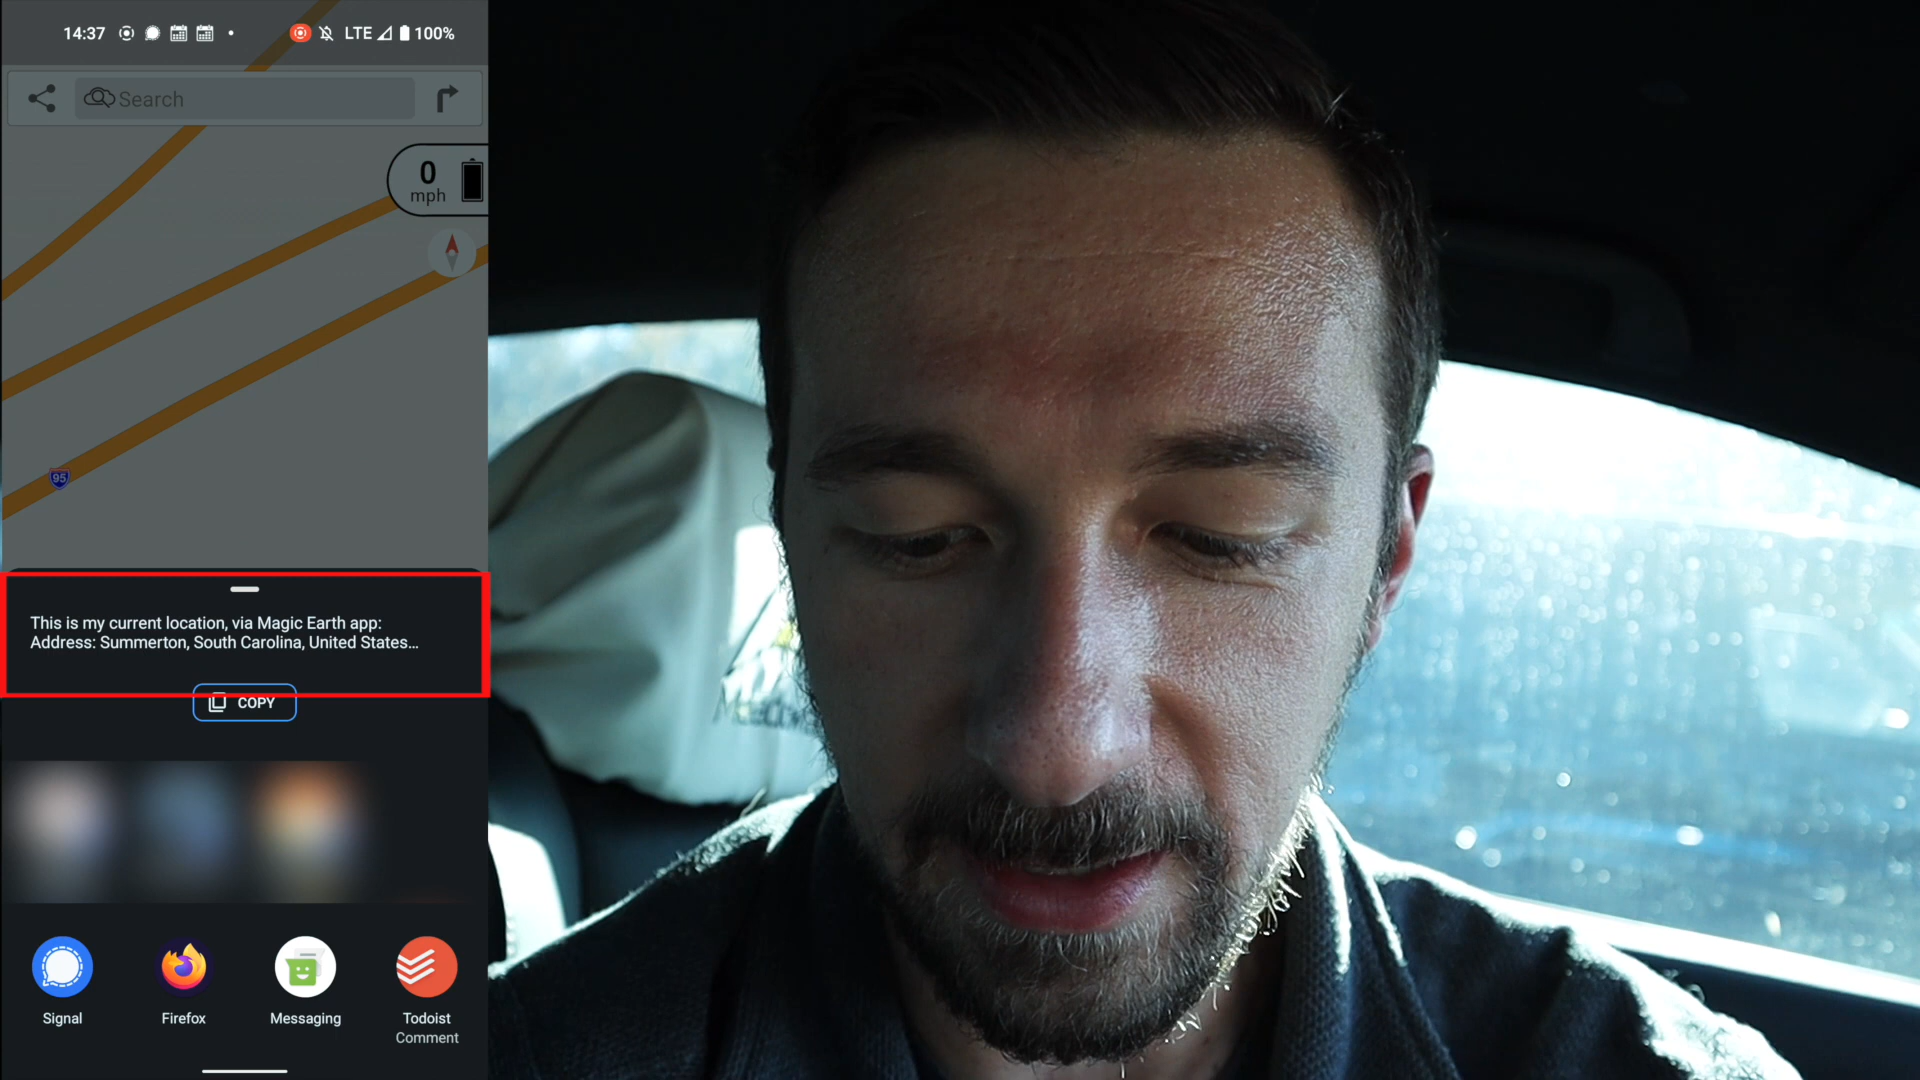 14:37 LTE 100%
Search
0
mph
95
This is my current location, via Magic Earth app:
Address: Summerton, South Carolina, United States...
COPY
Signal
Firefox
Messaging
Todoist
Comment